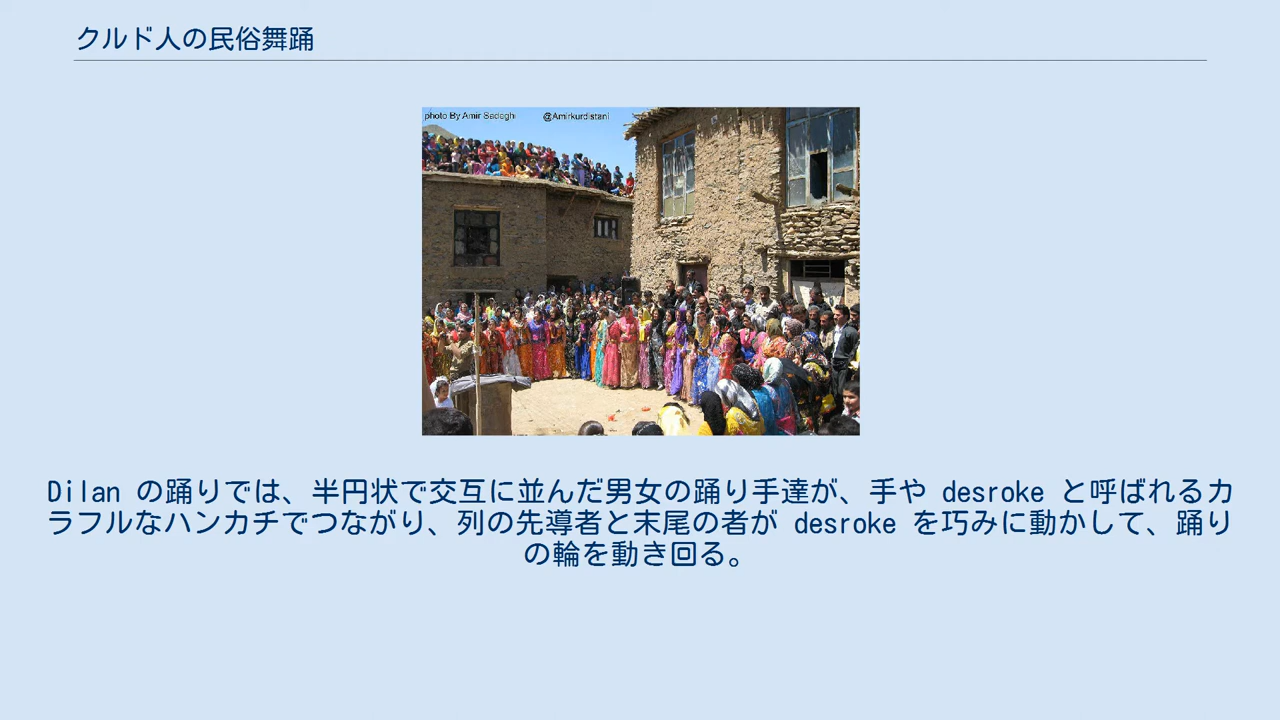 クルド人の民俗舞踊
photo By Amir Sadeghi @Amirkurdistani
Dilan の踊りでは、半円状で交互に並んだ男女の踊り手達が、手や desroke と呼ばれるカ
ラフルなハンカチでつながり、列の先導者と末尾の者が desroke を巧みに動かして、踊り
の輪を動き回る。